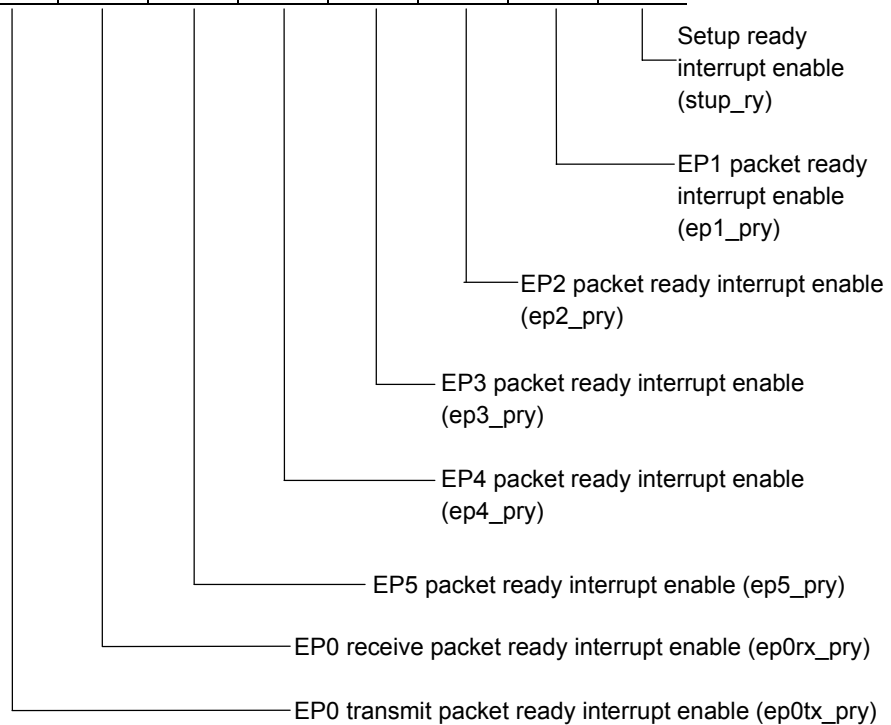 Setup ready
interrupt enable
(stup_ry)
EP1 packet ready
interrupt enable
(ep1_pry)
EP2 packet ready interrupt enable
(ep2_pry)
EP3 packet ready interrupt enable
(ep3_pry)
EP4 packet ready interrupt enable
(ep4_pry)
EP5 packet ready interrupt enable (ep5_pry)
EP0 receive packet ready interrupt enable (ep0rx_pry)
EP0 transmit packet ready interrupt enable (ep0tx_pry)